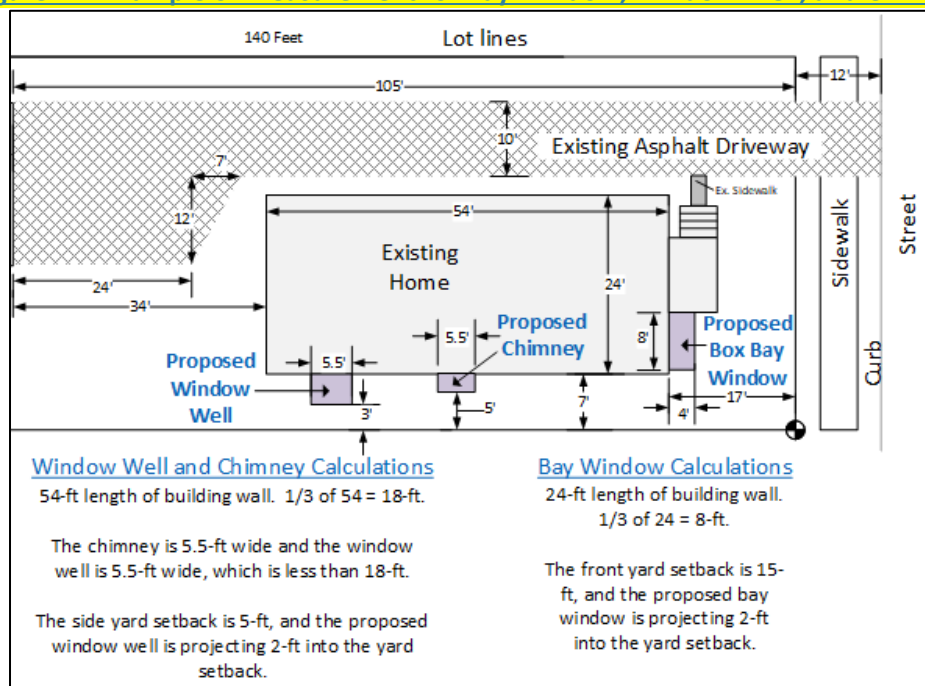 140 Feet
Lot lines
105'
12'
10'
Existing Asphalt Driveway
7'
12'
Ex. Sidewalk
54'
Existing
Home
24'
24'
34'
Sidewalk
Street
Curb
5.5'
Proposed
Chimney
8'
Proposed
Box Bay
Window
5.5'
Proposed
Window
Well
3'
5'
7'
4'
17'
Window Well and Chimney Calculations
54-ft length of building wall. 1/3 of 54 = 18-ft.
The chimney is 5.5-ft wide and the window
well is 5.5-ft wide, which is less than 18-ft.
The side yard setback is 5-ft, and the proposed
window well is projecting 2-ft into the yard
setback.
Bay Window Calculations
24-ft length of building wall.
1/3 of 24 = 8-ft.
The front yard setback is 15-
ft, and the proposed bay
window is projecting 2-ft
into the yard setback.